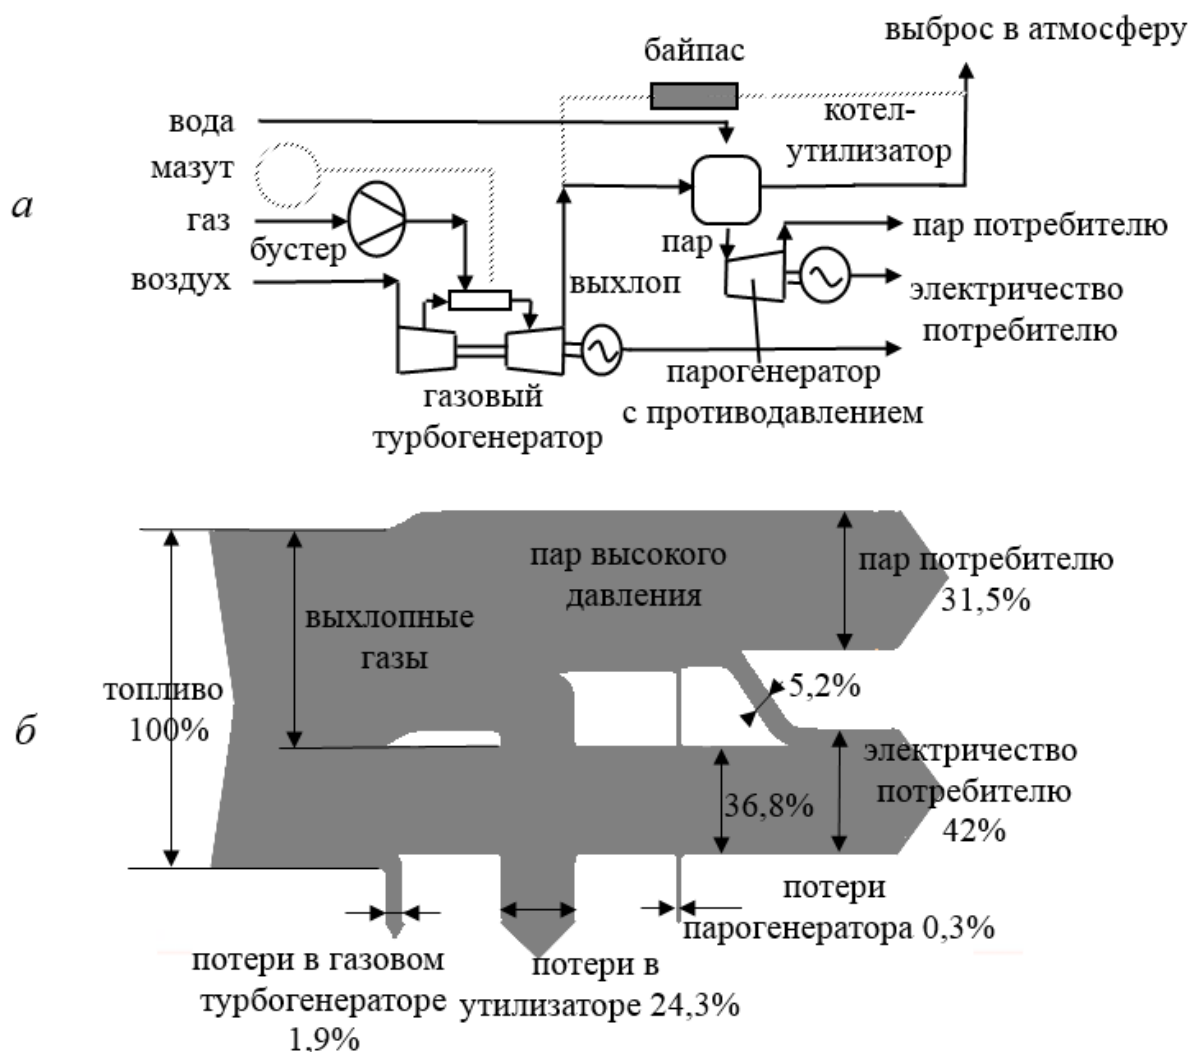 выброс в атмосферу
байпас
котел-
утилизатор
вода
мазут
а
газ
бустер
воздух
пар
выхлоп
пар потребителю
электричество
потребителю
газовый
турбогенератор
парогенератор
с противодавлением
пар высокого
давления
пар потребителю
31,5%
выхлопные
газы
топливо
100%
б
5,2%
электричество
потребителю
42%
36,8%
потери
парогенератора 0,3%
потери в газовом
турбогенераторе
1,9%
потери в
утилизаторе 24,3%